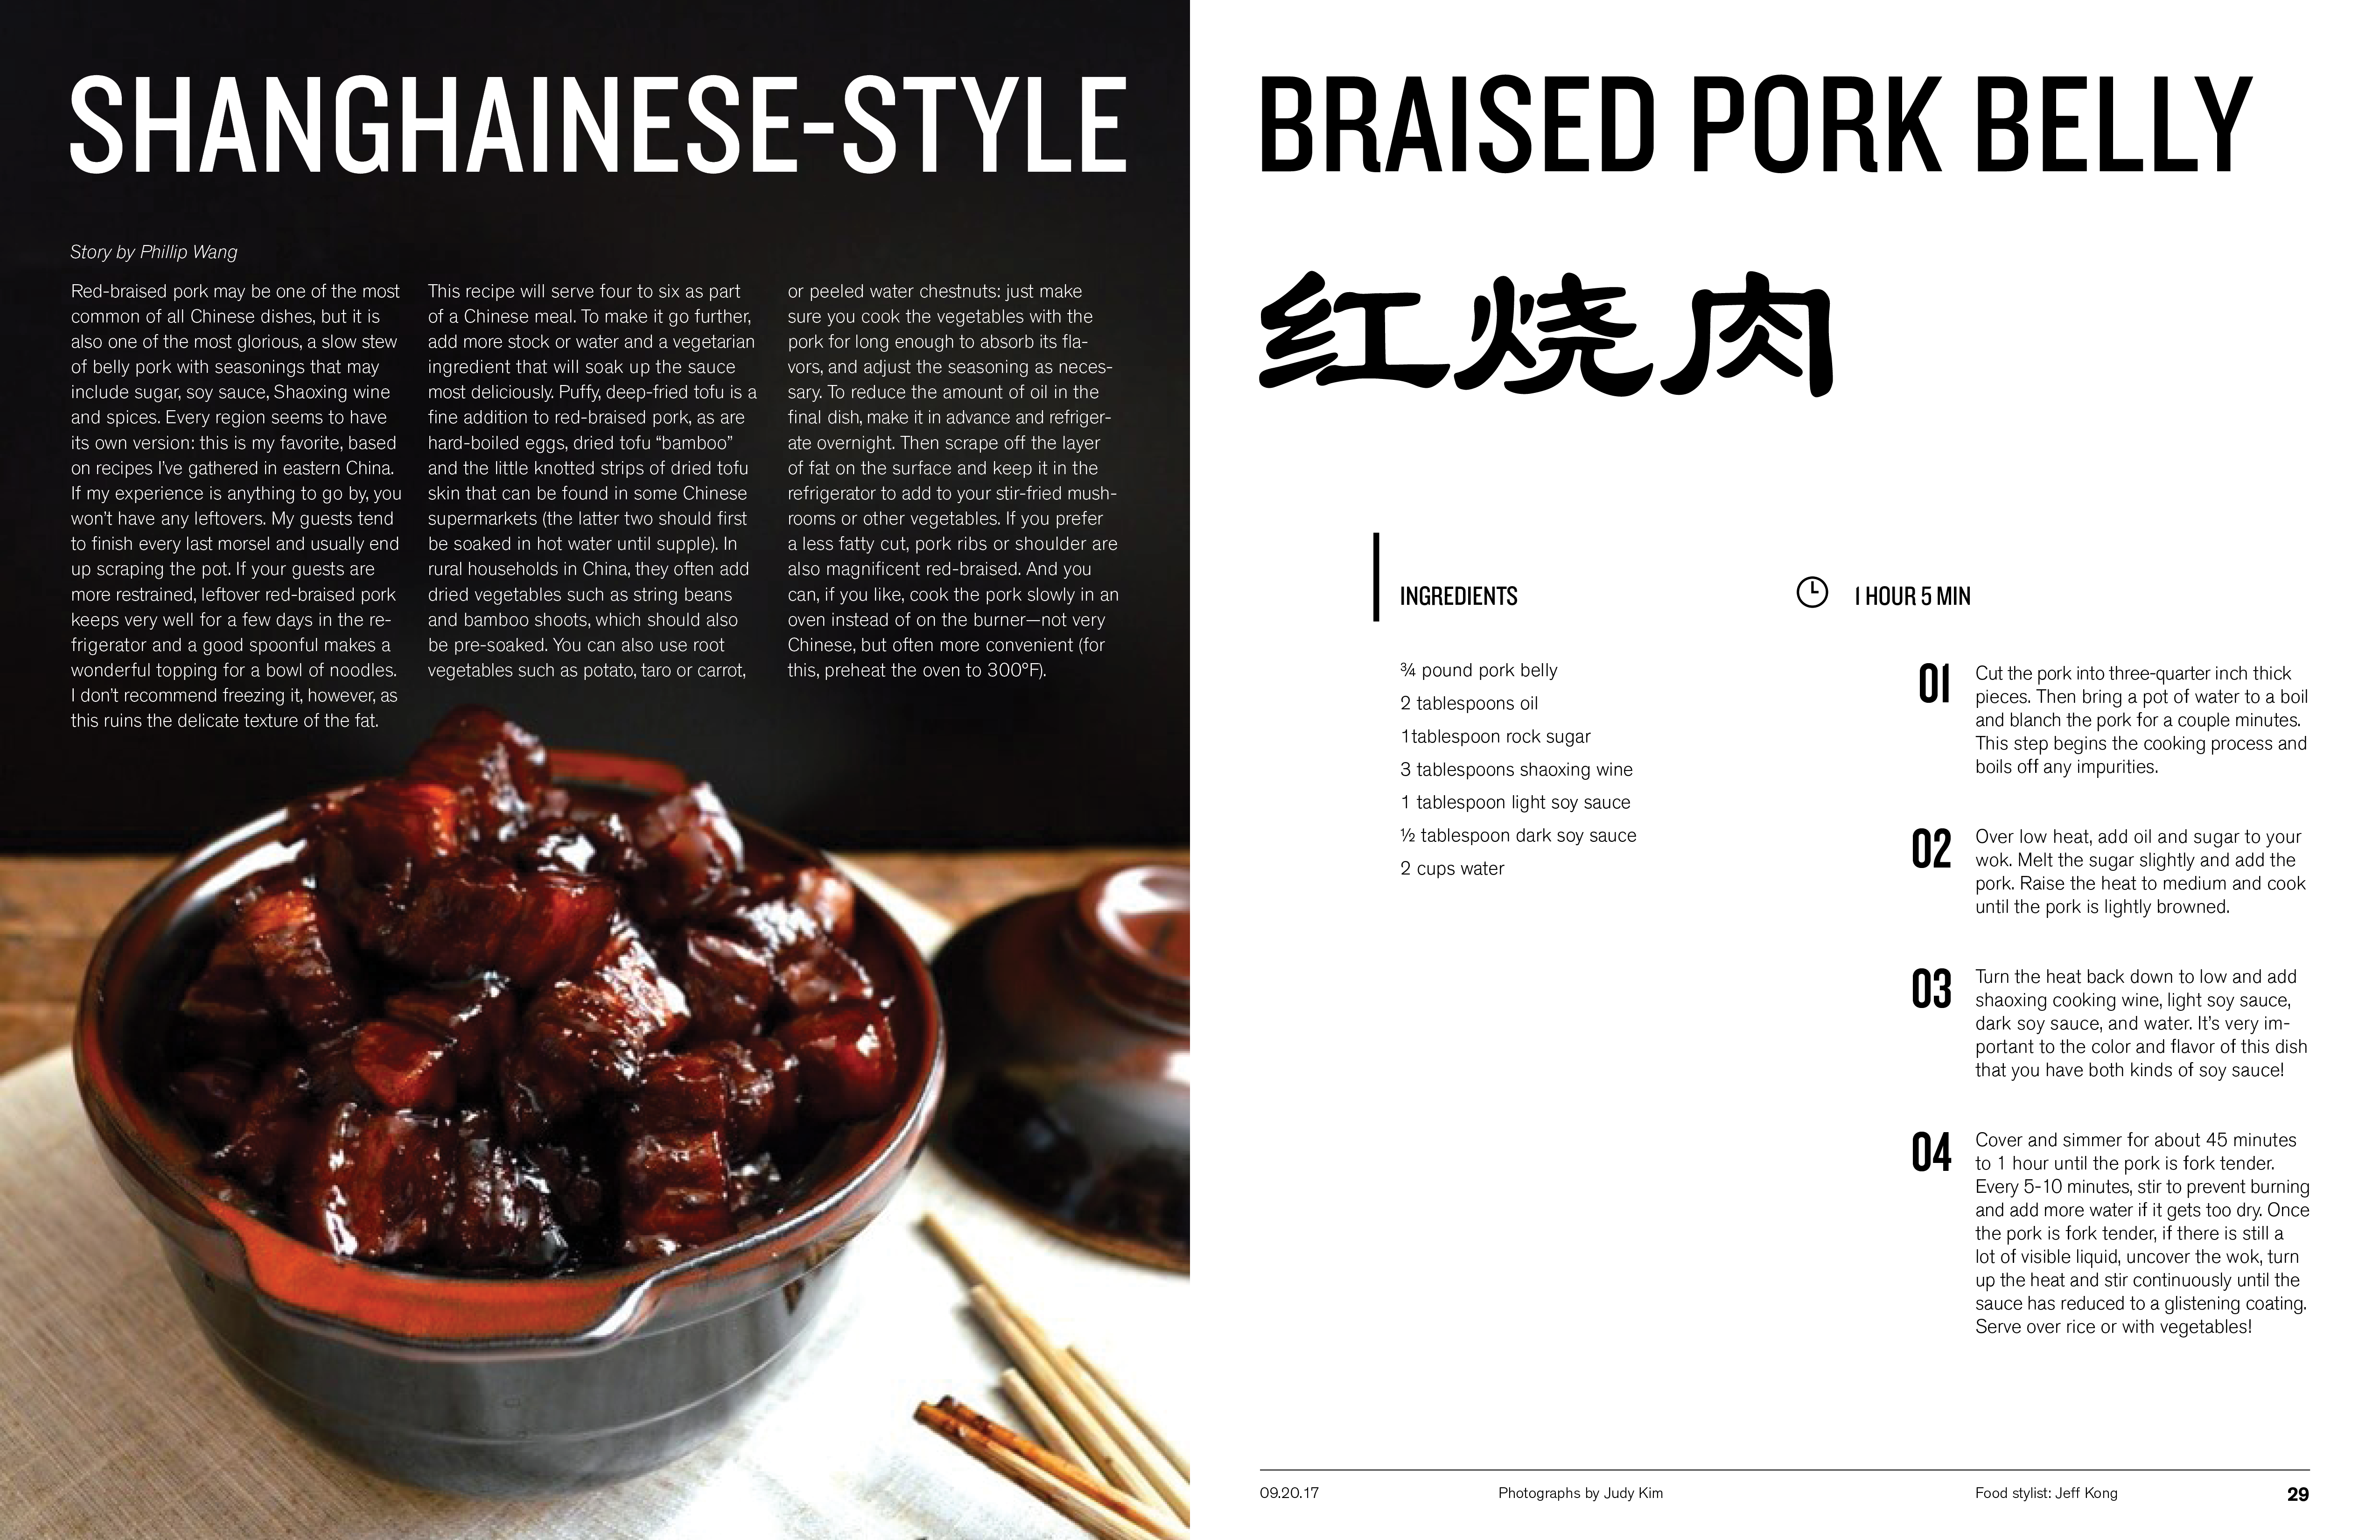 SHANGHAINESE-STYLE
Story by Phillip Wang
Red-braised pork may be one of the most
common of all Chinese dishes, but it is
also one of the most glorious, a slow stew
of belly pork with seasonings that may
include sugar, soy sauce, Shaoxing wine
and spices. Every region seems to have
its own version: this is my favorite, based
on recipes I’ve gathered in eastern China.
If my experience is anything to go by, you
won’t have any leftovers. My guests tend
to finish every last morsel and usually end
up scraping the pot. If your guests are
more restrained, leftover red-braised pork
keeps very well for a few days in the re-
frigerator and a good spoonful makes a
wonderful topping for a bowl of noodles.
I don’t recommend freezing it, however, as
this ruins the delicate texture of the fat.
This recipe will serve four to six as part
of a Chinese meal. To make it go further,
add more stock or water and a vegetarian
ingredient that will soak up the sauce
most deliciously. Puffy, deep-fried tofu is a
fine addition to red-braised pork, as are
hard-boiled eggs, dried tofu “bamboo”
and the little knotted strips of dried tofu
skin that can be found in some Chinese
supermarkets (the latter two should first
be soaked in hot water until supple). In
rural households in China, they often add
dried vegetables such as string beans
and bamboo shoots, which should also
be pre-soaked. You can also use root
vegetables such as potato, taro or carrot,
or peeled water chestnuts: just make
sure you cook the vegetables with the
pork for long enough to absorb its fla-
vors, and adjust the seasoning as neces-
sary. To reduce the amount of oil in the
final dish, make it in advance and refriger-
ate overnight. Then scrape off the layer
of fat on the surface and keep it in the
refrigerator to add to your stir-fried mush-
rooms or other vegetables. If you prefer
a less fatty cut, pork ribs or shoulder are
also magnificent red-braised. And you
can, if you like, cook the pork slowly in an
oven instead of on the burner—not very
Chinese, but often more convenient (for
this, preheat the oven to 300°F).
BRAISED PORK BELLY
红烧肉
INGREDIENTS
¾ pound pork belly
2 tablespoons oil
1tablespoon rock sugar
3 tablespoons shaoxing wine
1 tablespoon light soy sauce
½ tablespoon dark soy sauce
2 cups water
1 HOUR 5 MIN
01
Cut the pork into three-quarter inch thick
pieces. Then bring a pot of water to a boil
and blanch the pork for a couple minutes.
This step begins the cooking process and
boils off any impurities.
02
Over low heat, add oil and sugar to your
wok. Melt the sugar slightly and add the
pork. Raise the heat to medium and cook
until the pork is lightly browned.
03
Turn the heat back down to low and add
shaoxing cooking wine, light soy sauce,
dark soy sauce, and water. It’s very im-
portant to the color and flavor of this dish
that you have both kinds of soy sauce!
04
Cover and simmer for about 45 minutes
to 1 hour until the pork is fork tender.
Every 5-10 minutes, stir to prevent burning
and add more water if it gets too dry. Once
the pork is fork tender, if there is still a
lot of visible liquid, uncover the wok, turn
up the heat and stir continuously until the
sauce has reduced to a glistening coating.
Serve over rice or with vegetables!
09.20.17
Photographs by Judy Kim
Food stylist: Jeff Kong
29